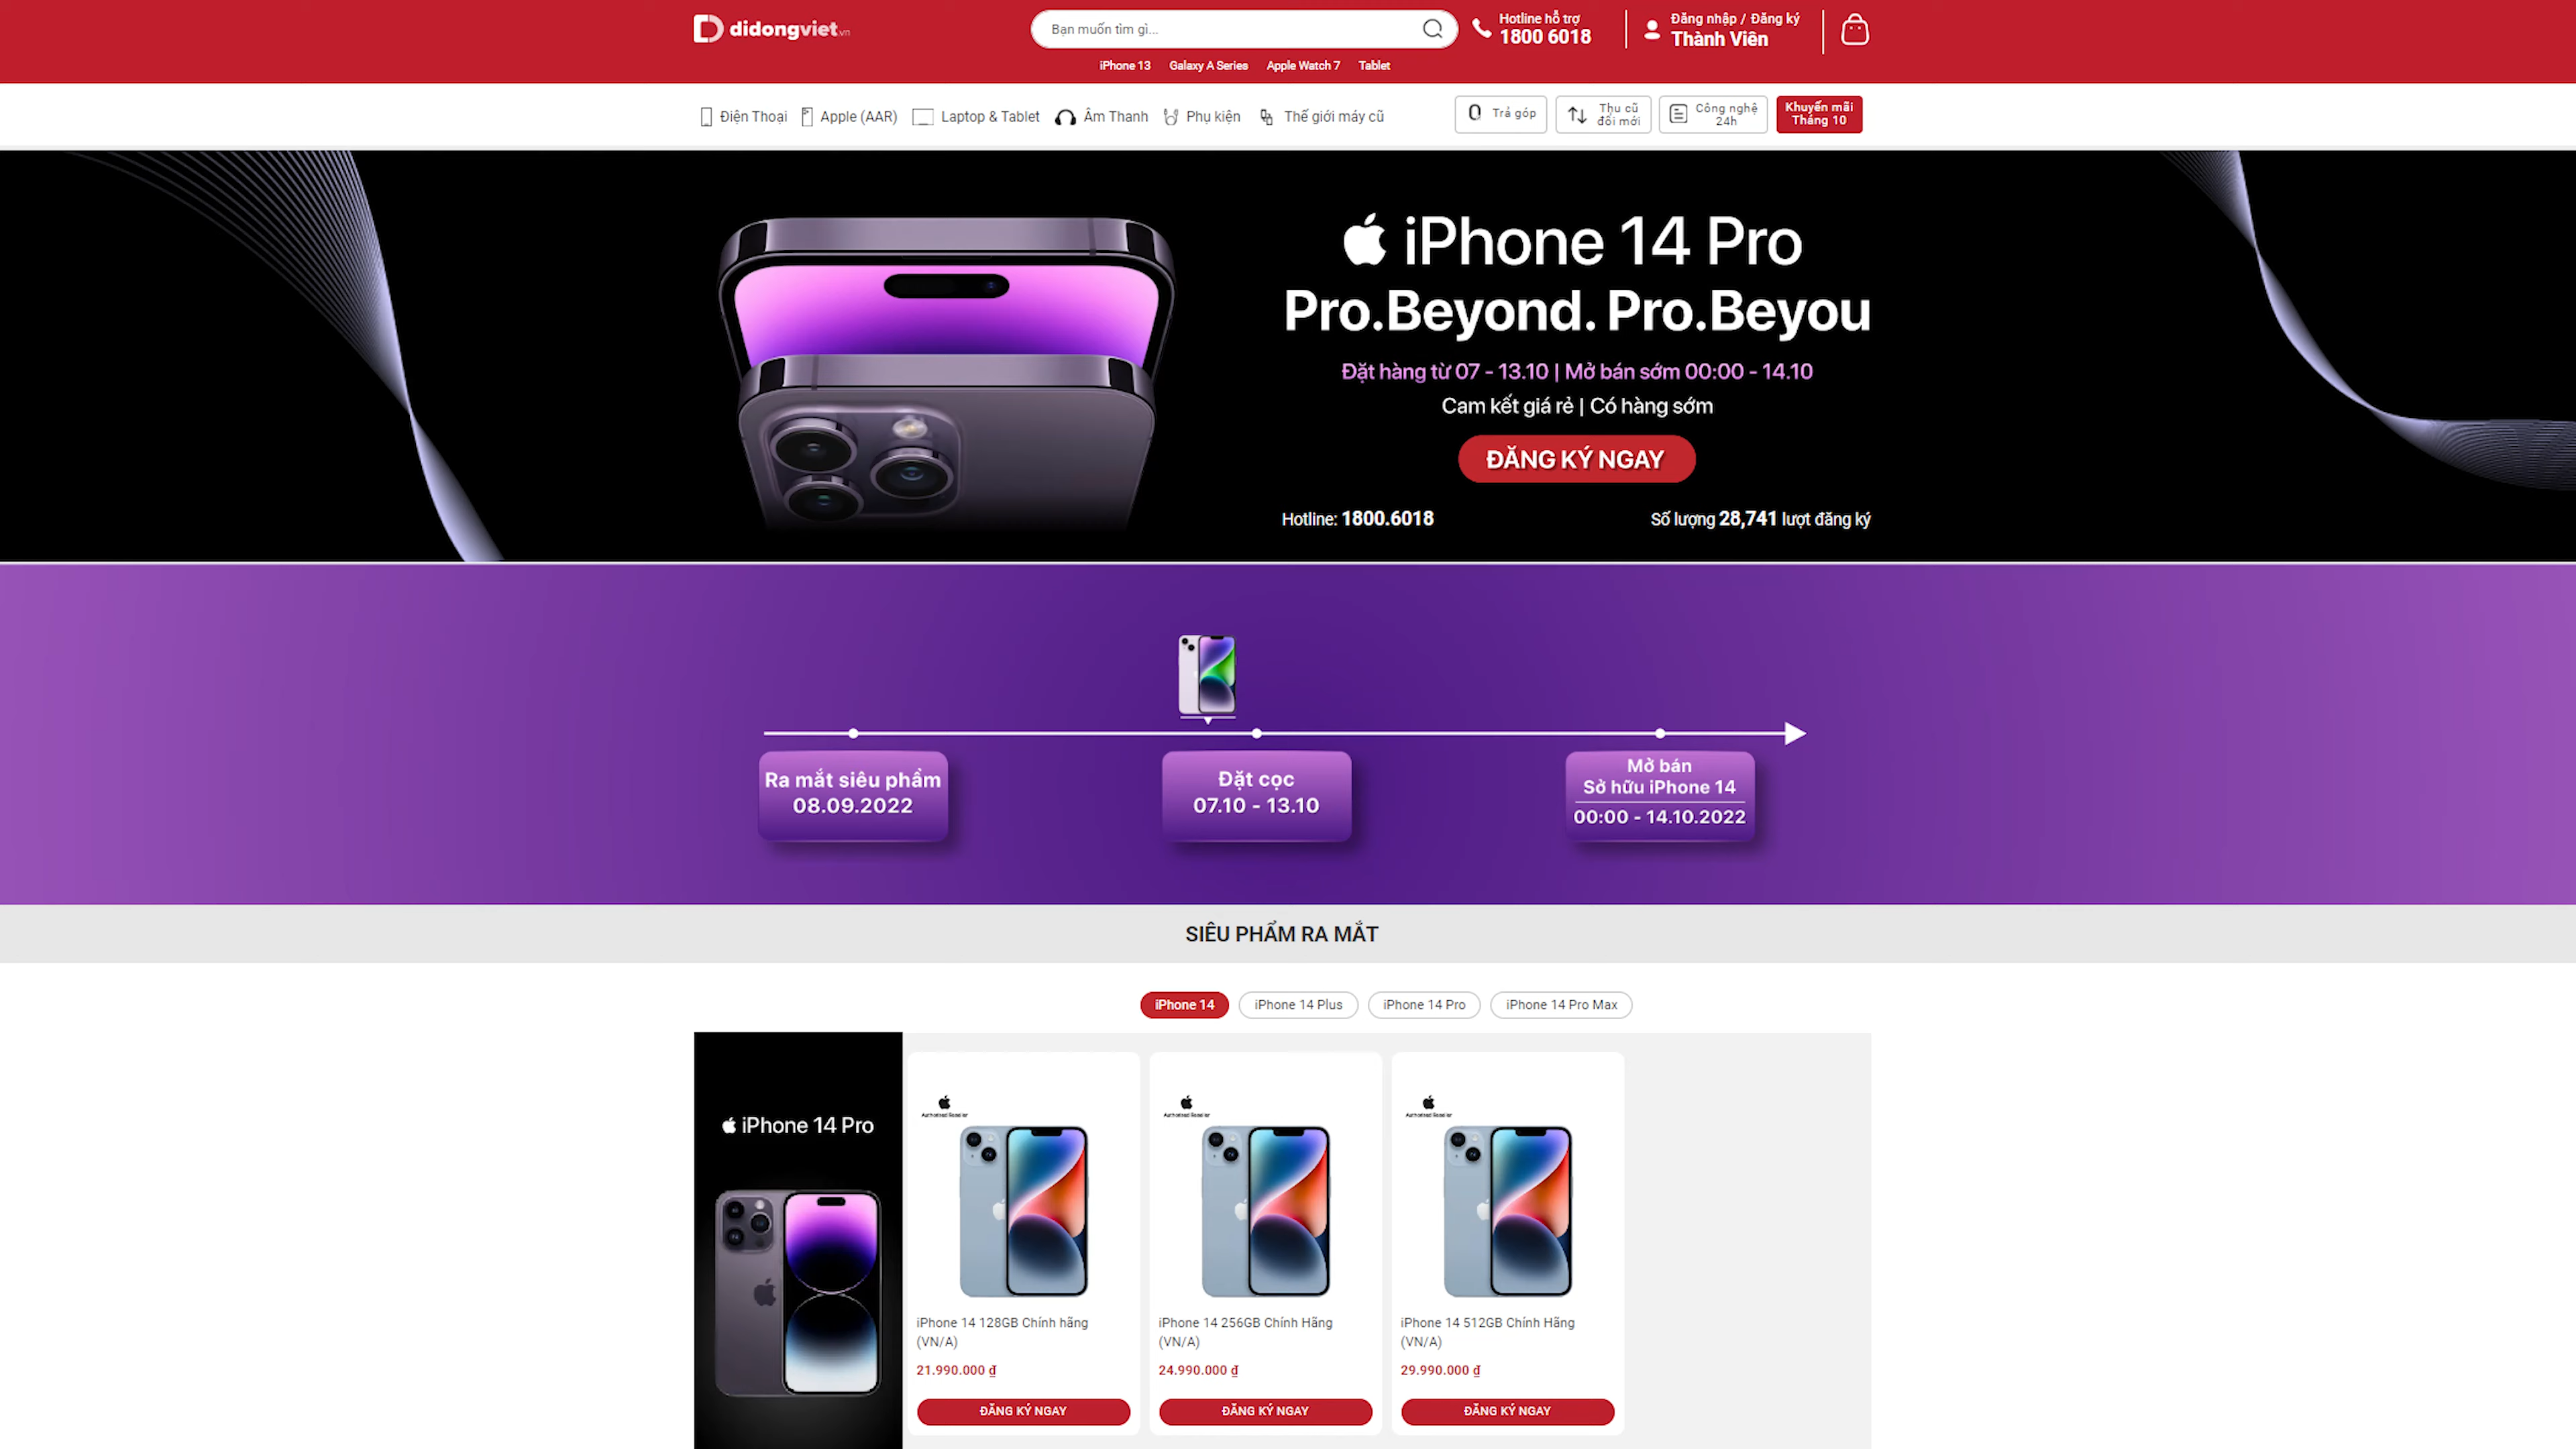 didongviet.vn
Bạn muốn tìm gì...
Hotline hỗ trợ
1800 6018
Đăng nhập / Đăng ký
Thành Viên
iPhone 13 Galaxy A Series Apple Watch 7 Tablet
Điện Thoại Apple (AAR) Laptop & Tablet Âm Thanh Phụ kiện Thế giới máy cũ
Trả góp
Thu cũ
đổi mới
Công nghệ
24h
Khuyến mãi
Tháng 10
iPhone 14 Pro
Pro.Beyond. Pro.Beyou
Đặt hàng từ 07 - 13.10 | Mở bán sớm 00:00 - 14.10
Cam kết giá rẻ | Có hàng sớm
ĐĂNG KÝ NGAY
Hotline: 1800.6018 Số lượng 28,741 lượt đăng ký
Ra mắt siêu phẩm
08.09.2022
Đặt cọc
07.10 - 13.10
Mở bán
Sở hữu iPhone 14
00:00 - 14.10.2022
SIÊU PHẨM RA MẮT
iPhone 14 iPhone 14 Plus iPhone 14 Pro iPhone 14 Pro Max
iPhone 14 Pro
Authorised Reseller
iPhone 14 128GB Chính hãng
(VN/A)
21.990.000 ₫
ĐĂNG KÝ NGAY
Authorised Reseller
iPhone 14 256GB Chính Hãng
(VN/A)
24.990.000 ₫
ĐĂNG KÝ NGAY
Authorised Reseller
iPhone 14 512GB Chính Hãng
(VN/A)
29.990.000 ₫
ĐĂNG KÝ NGAY